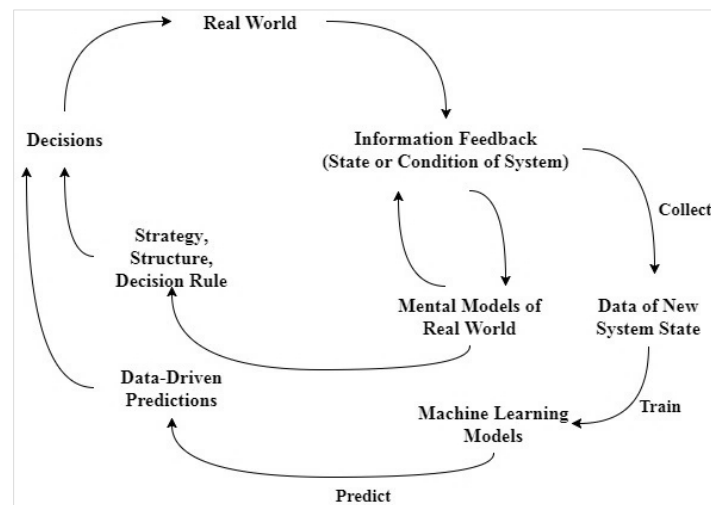 Real World
Decisions
Information Feedback
(State or Condition of System)
Collect
Strategy,
Structure,
Decision Rule
Mental Models of
Real World
Data of New
System State
Data-Driven
Predictions
Machine Learning
Models
Train
Predict